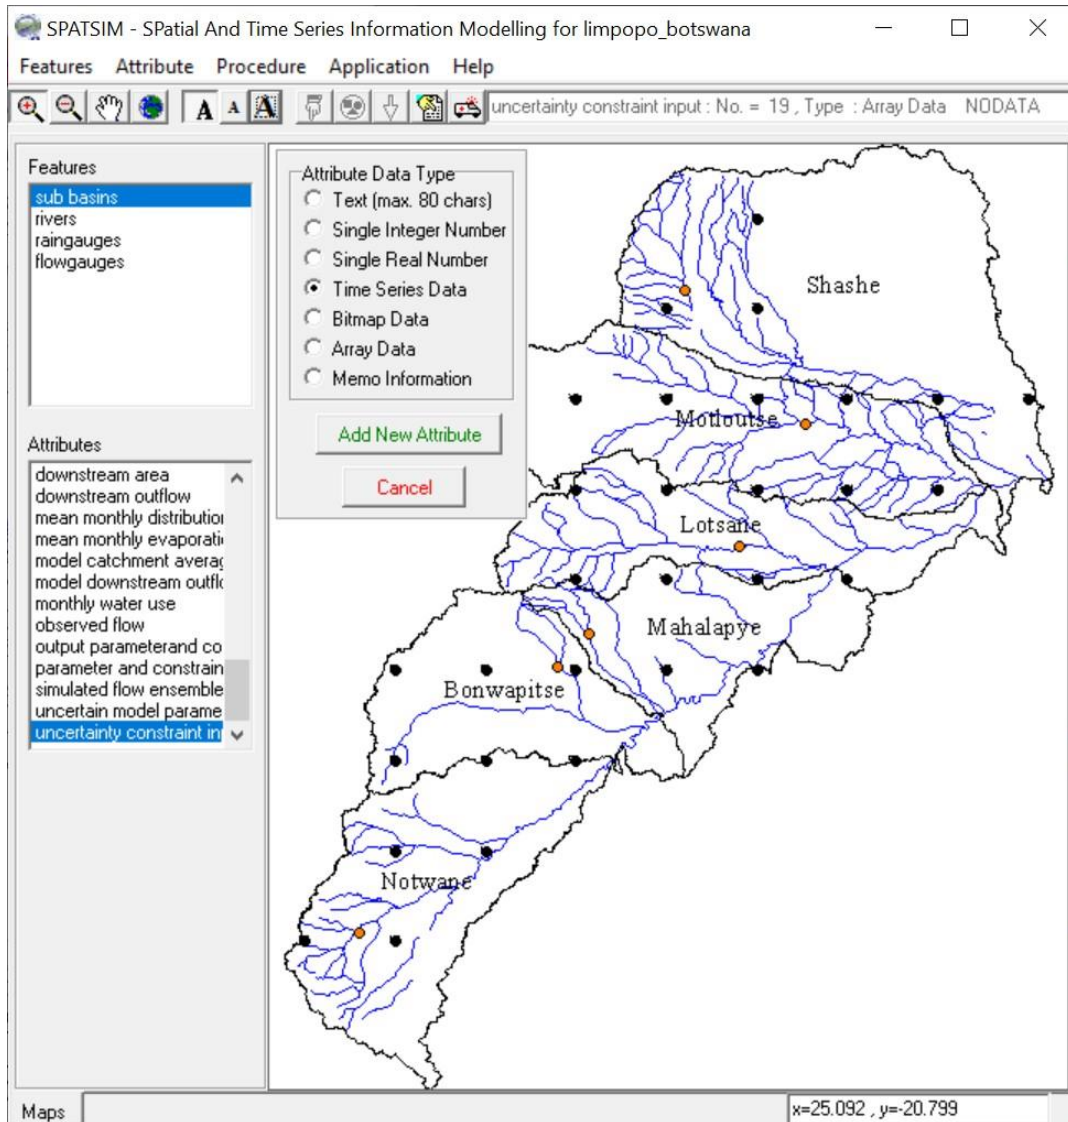 SPATSIM - SPatial And Time Series Information Modelling for limpopo_botswana
Features Attribute Procedure Application Help
A A A uncertainty constraint input : No. = 19 , Type : Array Data NODATA
Features
sub basins
rivers
raingauges
flowgauges
Attributes
downstream area
downstream outflow
mean monthly distribution
mean monthly evaporati
model catchment averag
model downstream outflo
monthly water use
observed flow
output parameterand co
parameter and constrain
simulated flow ensemble
uncertain model parame
uncertainty constraint in
Attribute Data Type
Text (max. 80 chars)
Single Integer Number
Single Real Number
Time Series Data
Bitmap Data
Array Data
Memo Information
Add New Attribute
Cancel
Shashe
Motloutse
Lotsane
Mahalapye
Bonwapitse
Notwane
Maps
x=25.092 , y=-20.799